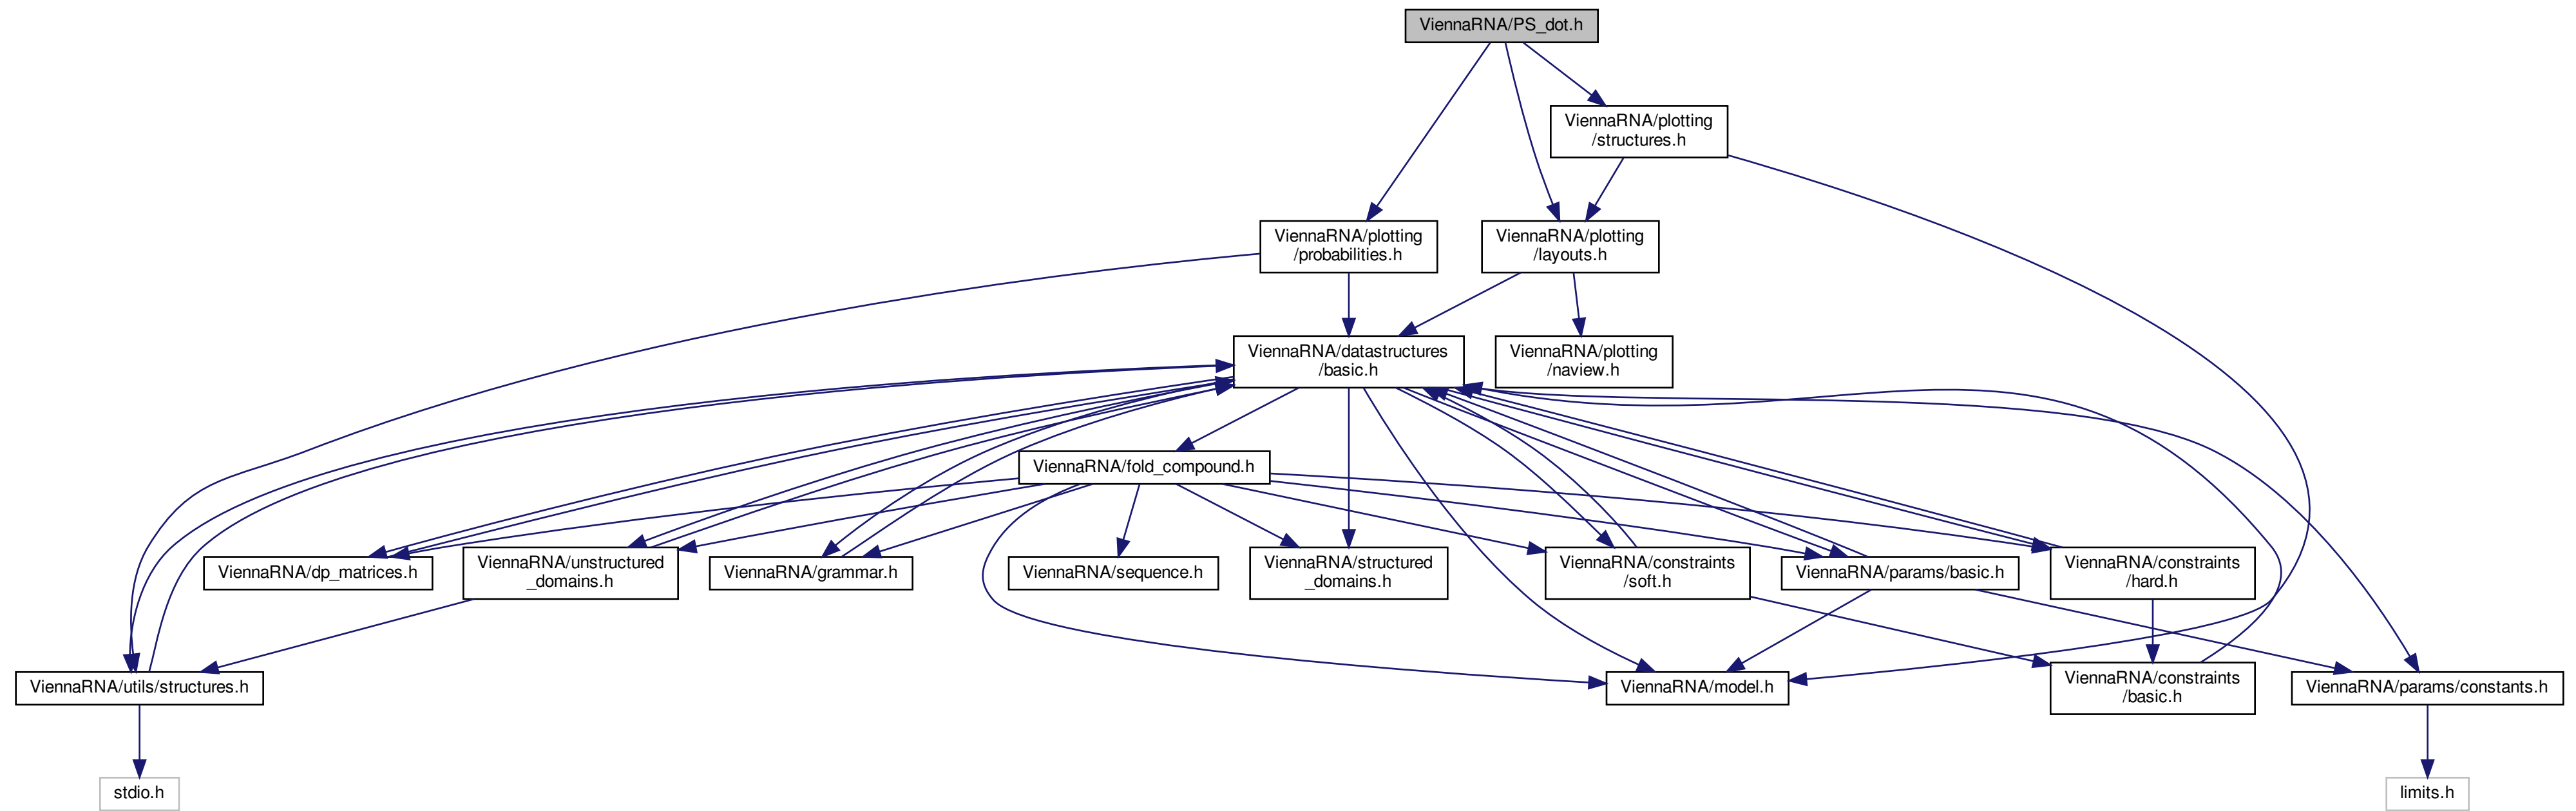 ViennaRNA/PS_dot.h
ViennaRNA/plotting
/structures.h
ViennaRNA/plotting
/probabilities.h
ViennaRNA/plotting
/layouts.h
ViennaRNA/datastructures
/basic.h
ViennaRNA/plotting
/naview.h
ViennaRNA/fold_compound.h
ViennaRNA/dp_matrices.h
ViennaRNA/unstructured
_domains.h
ViennaRNA/grammar.h
ViennaRNA/sequence.h
ViennaRNA/structured
_domains.h
ViennaRNA/constraints
/soft.h
ViennaRNA/params/basic.h
ViennaRNA/constraints
/hard.h
ViennaRNA/utils/structures.h
ViennaRNA/model.h
ViennaRNA/constraints
/basic.h
ViennaRNA/params/constants.h
stdio.h
limits.h